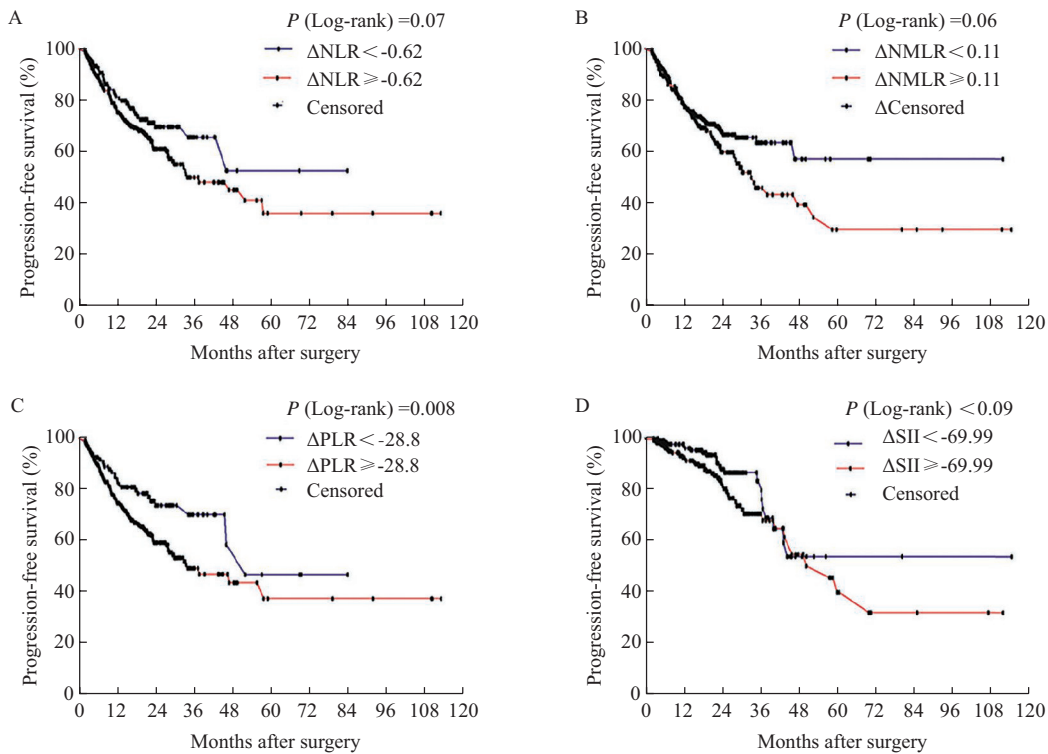 A
P (Log-rank) =0.07
ΔNLR＜-0.62
ΔNLR≥-0.62
Censored
Progression-free survival (%)
100
80
60
40
20
0
12 24 36 48 60 72 84 96 108 120
Months after surgery
B
P (Log-rank) =0.06
ΔNMLR＜0.11
ΔNMLR≥0.11
ΔCensored
Progression-free survival (%)
100
80
60
40
20
0
0 12 24 36 48 60 72 84 96 108 120
Months after surgery
C
P (Log-rank) =0.008
ΔPLR＜-28.8
ΔPLR≥-28.8
Censored
Progression-free survival (%)
100
80
60
40
20
0
0 12 24 36 48 60 72 84 96 108 120
Months after surgery
D
P (Log-rank) ＜0.09
ΔSII＜-69.99
ΔSII≥-69.99
Censored
Progression-free survival (%)
100
80
60
40
20
0
0 12 24 36 48 60 72 84 96 108 120
Months after surgery